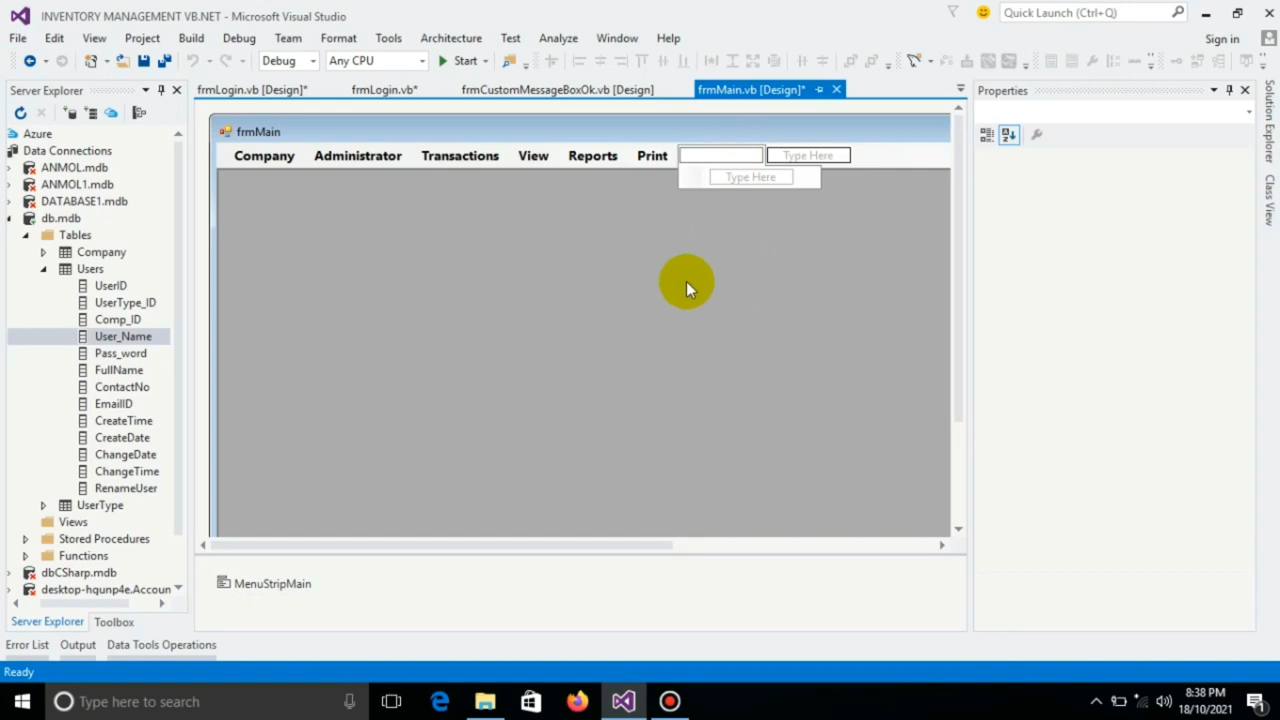 INVENTORY MANAGEMENT VB.NET - Microsoft Visual Studio
Quick Launch (Ctrl+Q)
File Edit View Project Build Debug Team Format Tools Architecture Test Analyze Window Help
Sign in
Debug Any CPU Start
Server Explorer
frmLogin.vb [Design]* frmLogin.vb* frmCustomMessageBoxOk.vb [Design] frmMain.vb [Design]*
Properties
Solution Explorer
Class View
Azure
Data Connections
ANMOL.mdb
ANMOL1.mdb
DATABASE1.mdb
db.mdb
Tables
Company
Users
UserID
UserType_ID
Comp_ID
User_Name
Pass_word
FullName
ContactNo
EmailID
CreateTime
CreateDate
ChangeDate
ChangeTime
RenameUser
UserType
Views
Stored Procedures
Functions
dbCSharp.mdb
desktop-hqunp4e.Accoun
frmMain
Company Administrator Transactions View Reports Print Type Here
Type Here
MenuStripMain
Server Explorer Toolbox
Error List Output Data Tools Operations
Ready
Type here to search
8:38 PM
18/10/2021
1